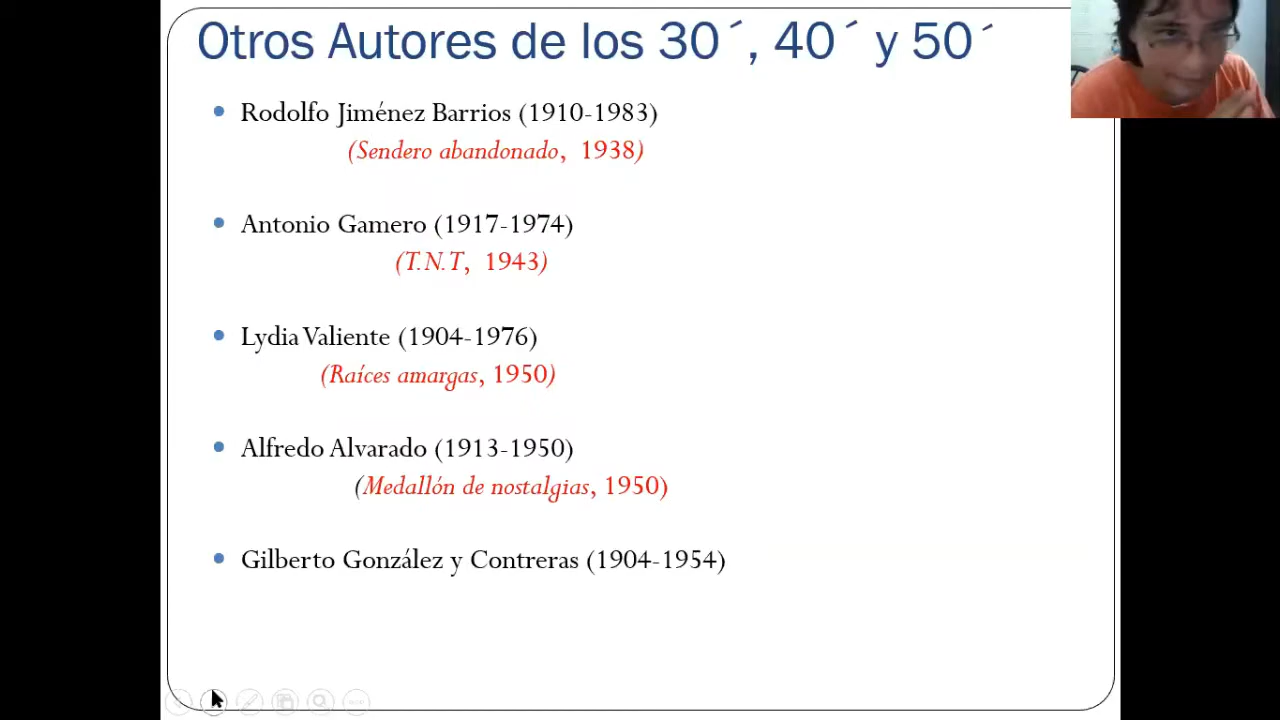 Otros Autores de los 30´, 40´ y 50´
Rodolfo Jiménez Barrios (1910-1983)
(Sendero abandonado, 1938)
Antonio Gamero (1917-1974)
(T.N.T, 1943)
Lydia Valiente (1904-1976)
(Raíces amargas, 1950)
Alfredo Alvarado (1913-1950)
(Medallón de nostalgias, 1950)
Gilberto González y Contreras (1904-1954)